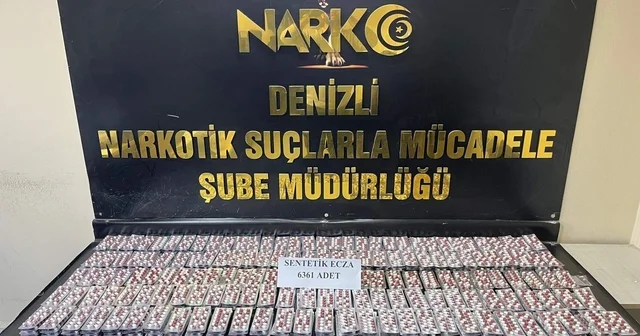 NARKO
DENİZLİ
NARKOTİK SUÇLARLA MÜCADELE
ŞUBE MÜDÜRLÜĞÜ
SENTETİK ECZA
6361 ADET